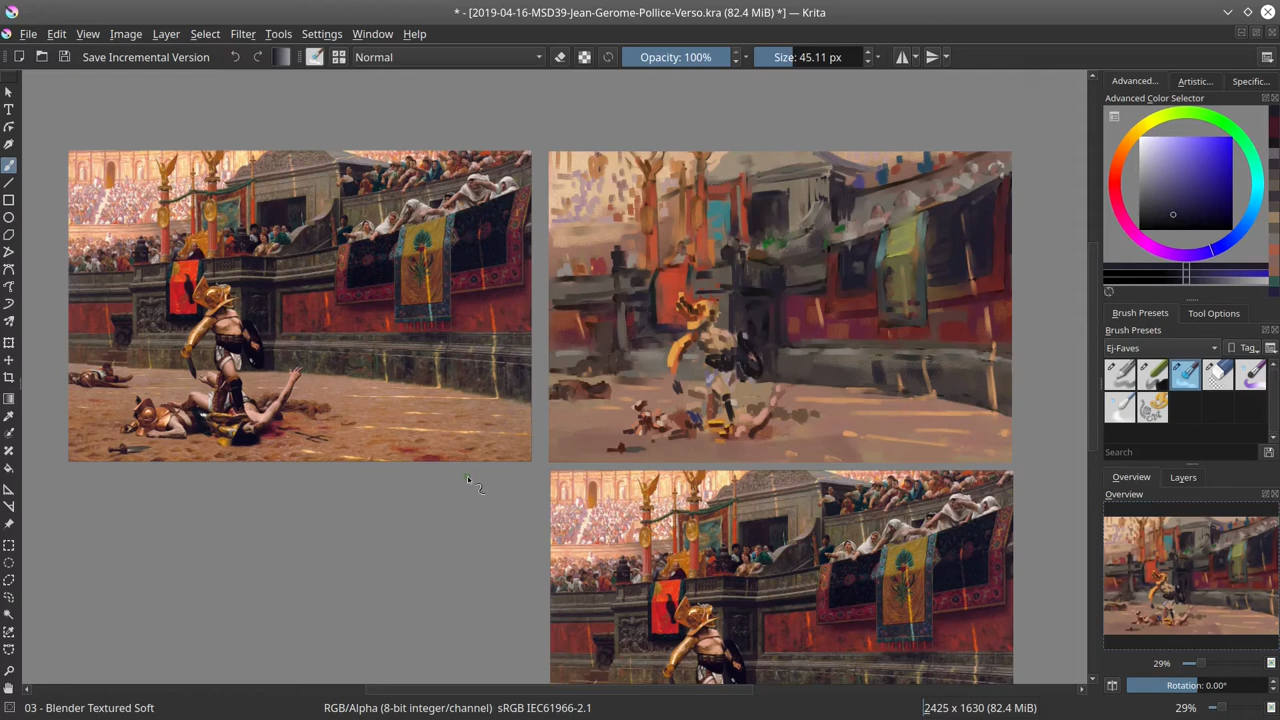 * - [2019-04-16-MSD39-Jean-Gerome-Pollice-Verso.kra (82.4 MiB) *] — Krita
File Edit View Image Layer Select Filter Tools Settings Window Help
Save Incremental Version Normal Opacity: 100% Size: 45.11 px
Advanced... Artistic... Specific...
Advanced Color Selector
Brush Presets Tool Options
Brush Presets
Ej-Faves Tag
Search
Overview Layers
Overview
29%
Rotation: 0.00°
03 - Blender Textured Soft RGB/Alpha (8-bit integer/channel) sRGB IEC61966-2.1 2425 x 1630 (82.4 MiB) 29%